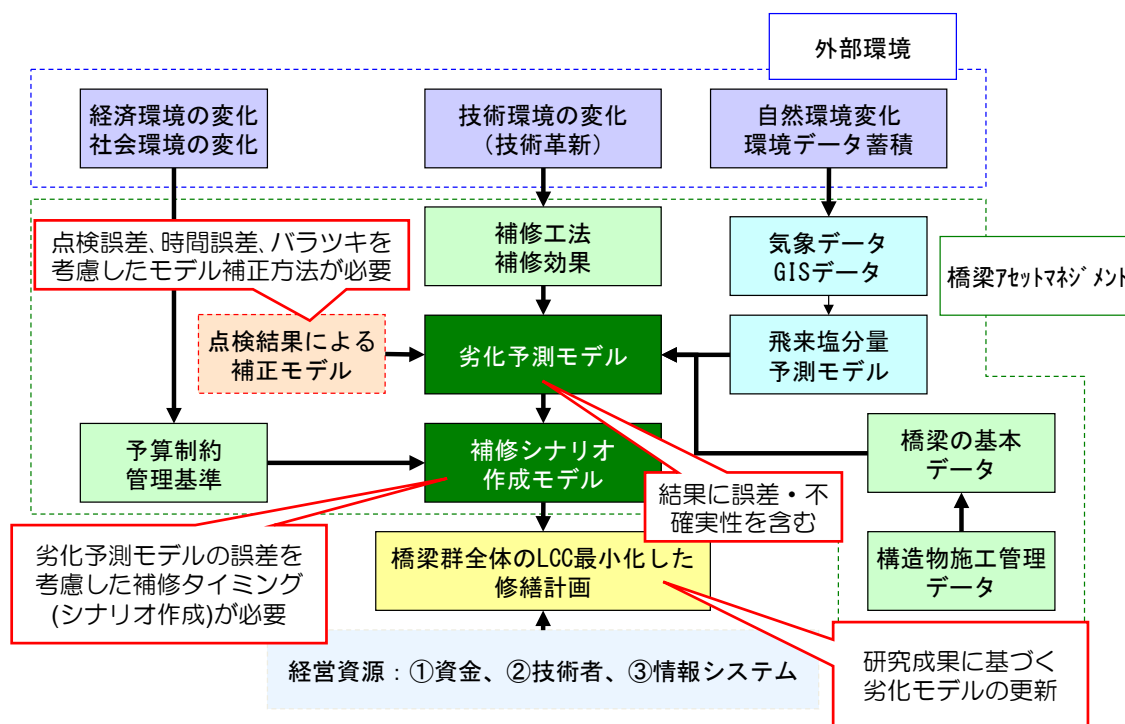 外部環境
経済環境の変化
社会環境の変化
技術環境の変化
(技術革新)
自然環境変化
環境データ蓄積
点検誤差、時間誤差、バラツキを
考慮したモデル補正方法が必要
補修工法
補修効果
気象データ
GISデータ
橋梁アセットマネジメント
点検結果による
補正モデル
劣化予測モデル
飛来塩分量
予測モデル
予算制約
管理基準
補修シナリオ
作成モデル
橋梁の基本
データ
結果に誤差・不
確実性を含む
劣化予測モデルの誤差を
考慮した補修タイミング
(シナリオ作成)が必要
橋梁群全体のLCC最小化した
修繕計画
構造物施工管理
データ
経営資源：①資金、②技術者、③情報システム
研究成果に基づく
劣化モデルの更新